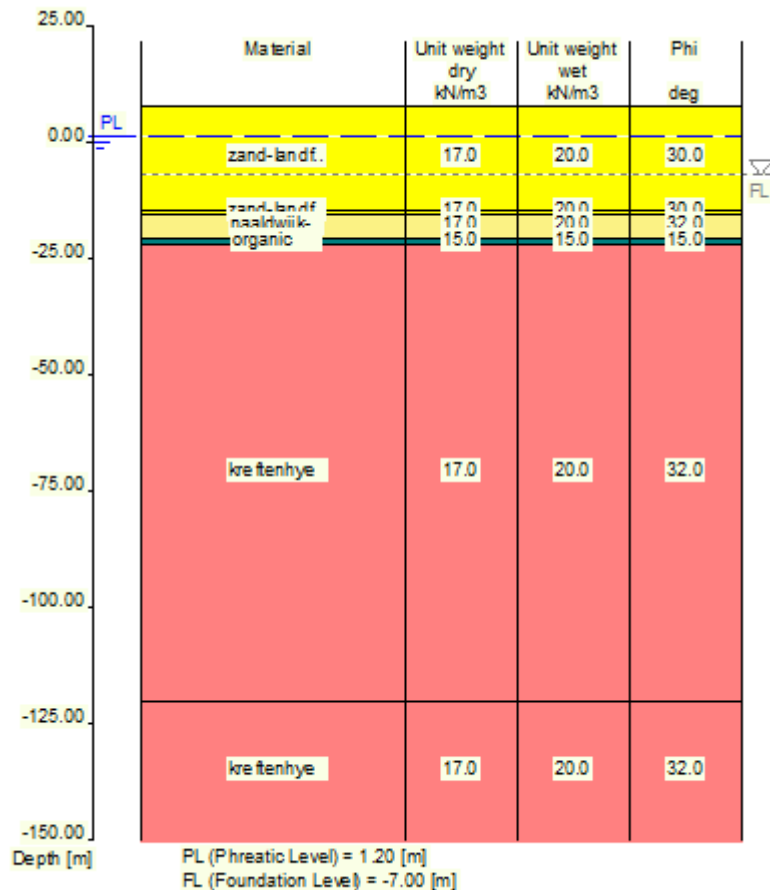 25.00
Material Unit weight Unit weight Phi
dry wet
kN/m3 kN/m3 deg
PL
0.00
zand-landf.. 17.0 20.0 30.0
FL
zand-landf 17.0 20.0 30.0
naaldwijk- 17.0 20.0 32.0
organic 15.0 15.0 15.0
-25.00
-50.00
kreftenhye 17.0 20.0 32.0
-75.00
-100.00
-125.00
kreftenhye 17.0 20.0 32.0
-150.00
Depth [m]
PL (Phreatic Level) = 1.20 [m]
FL (Foundation Level) = -7.00 [m]